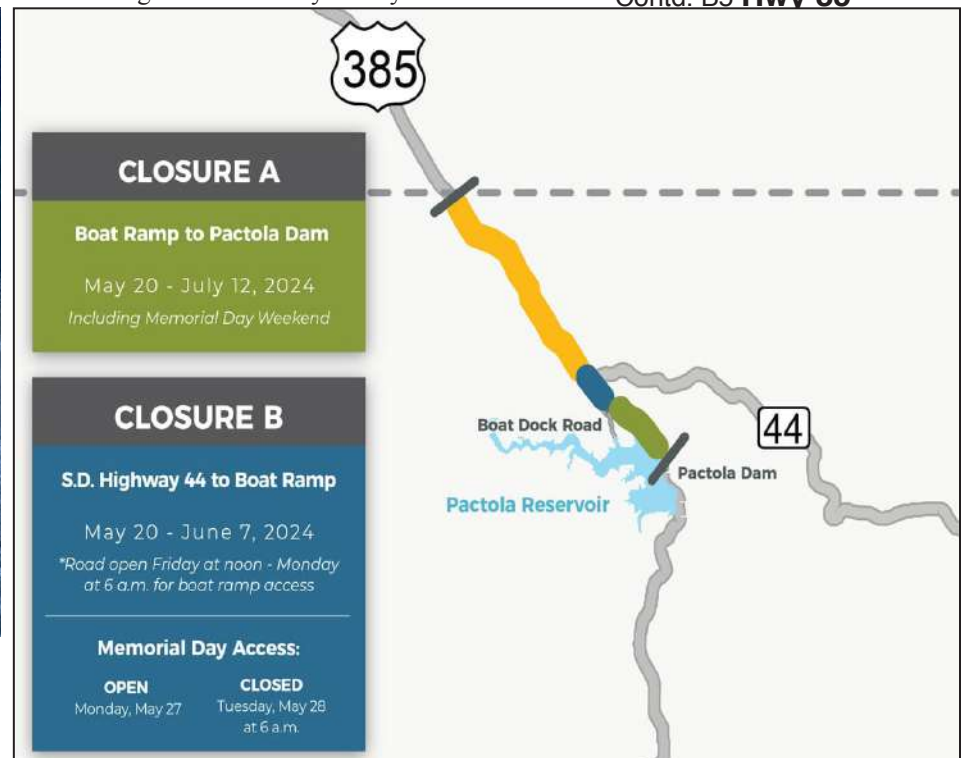 385
CLOSURE A
Boat Ramp to Pactola Dam
May 20 - July 12, 2024
Including Memorial Day Weekend
CLOSURE B
S.D. Highway 44 to Boat Ramp
May 20 - June 7, 2024
*Road open Friday at noon - Monday
at 6 a.m. for boat ramp access
Memorial Day Access:
OPEN
Monday, May 27
CLOSED
Tuesday, May 28
at 6 a.m.
Boat Dock Road
44
Pactola Dam
Pactola Reservoir